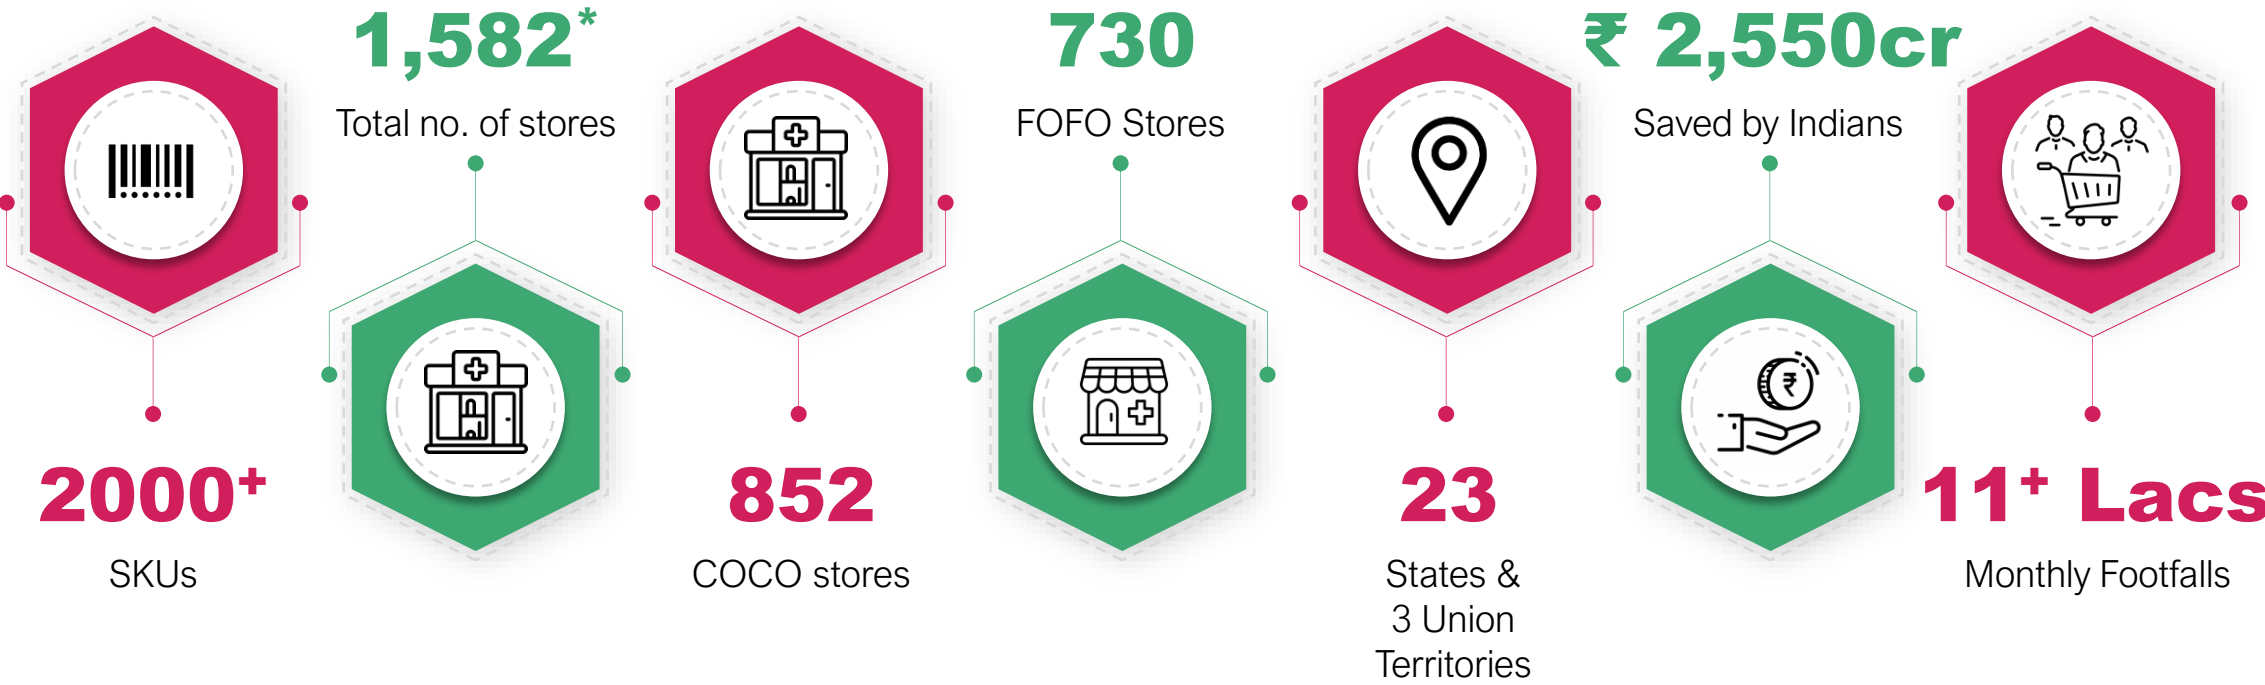 2000+
SKUs
1,582*
Total no. of stores
852
COCO stores
730
FOFO Stores
23
States &
3 Union
Territories
₹ 2,550cr
Saved by Indians
₹
11+ Lacs
Monthly Footfalls